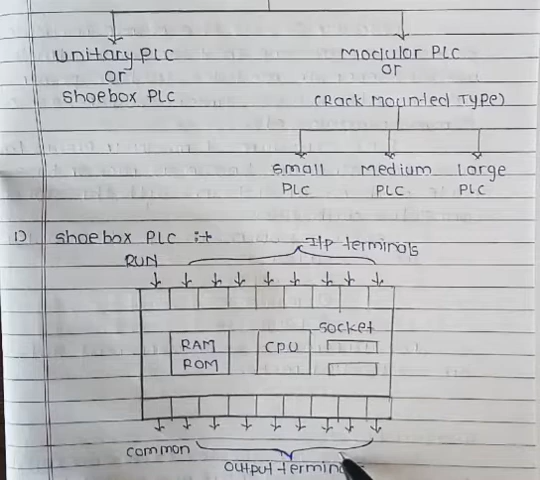 Unitary PLC
or
Shoebox PLC
Modulor PLC
or
(Rack Mounted Type)
Small PLC
Medium PLC
Large PLC
1) Shoebox PLC :+
RUN
I/p terminals
RAM
ROM
CPU
Socket
Common
Output termin